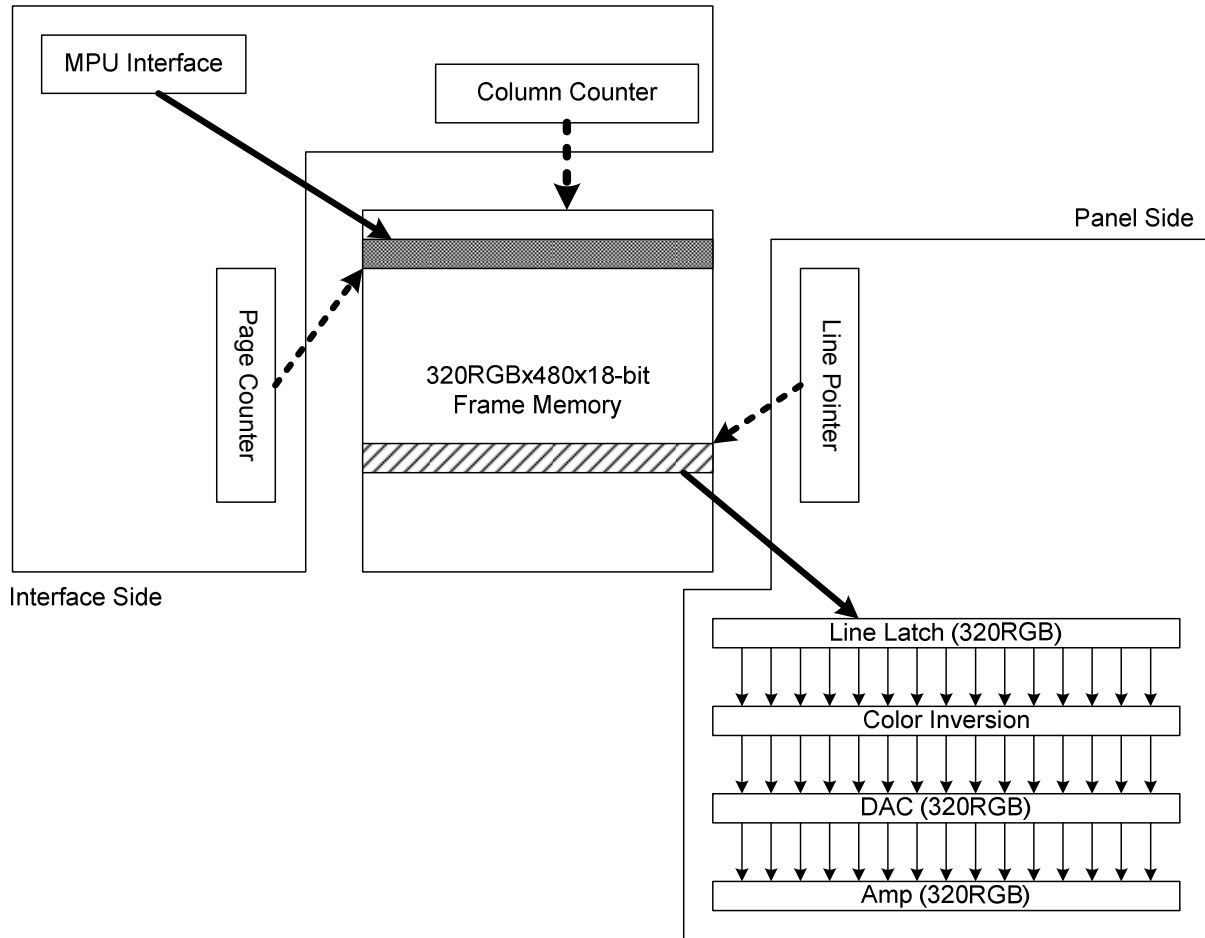 MPU Interface
Column Counter
Panel Side
Page Counter
Line Pointer
320RGBx480x18-bit
Frame Memory
Interface Side
Line Latch (320RGB)
Color Inversion
DAC (320RGB)
Amp (320RGB)